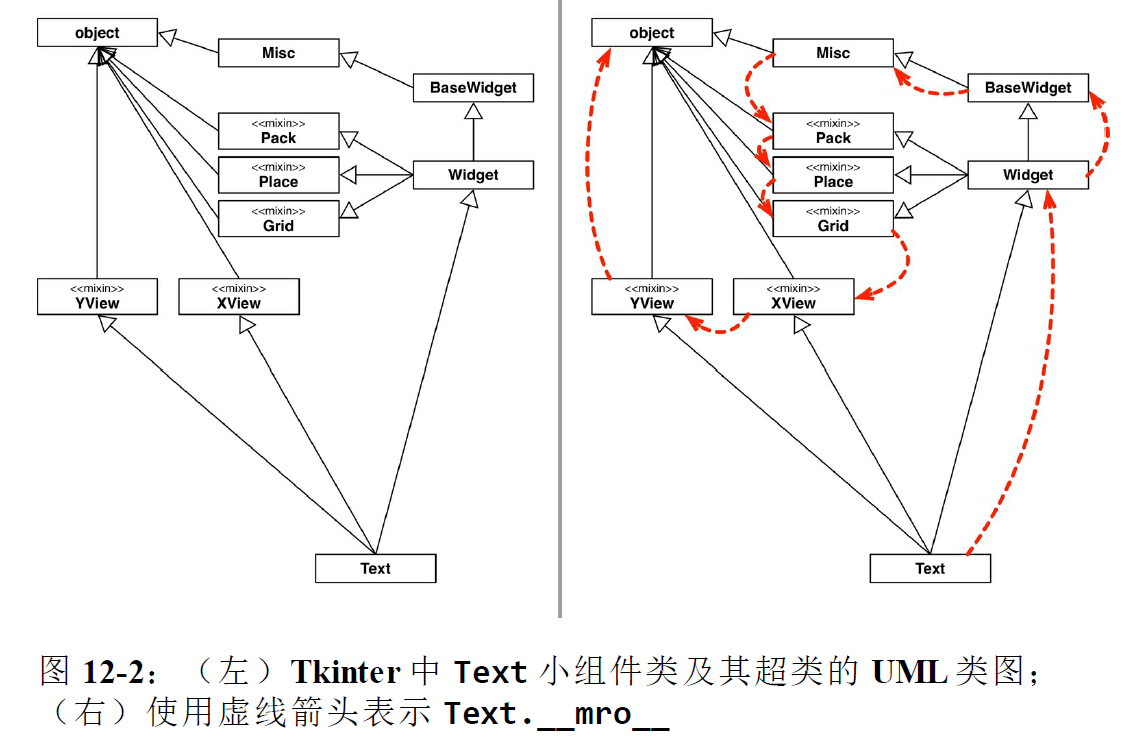 object
Misc
BaseWidget
<<mixin>>
Pack
<<mixin>>
Place
Widget
<<mixin>>
Grid
<<mixin>>
YView
<<mixin>>
XView
Text
object
Misc
BaseWidget
<<mixin>>
Pack
<<mixin>>
Place
Widget
<<mixin>>
Grid
<<mixin>>
YView
<<mixin>>
XView
Text
图 12-2：（左）Tkinter 中 Text 小组件类及其超类的 UML 类图；
（右）使用虚线箭头表示 Text.__mro__